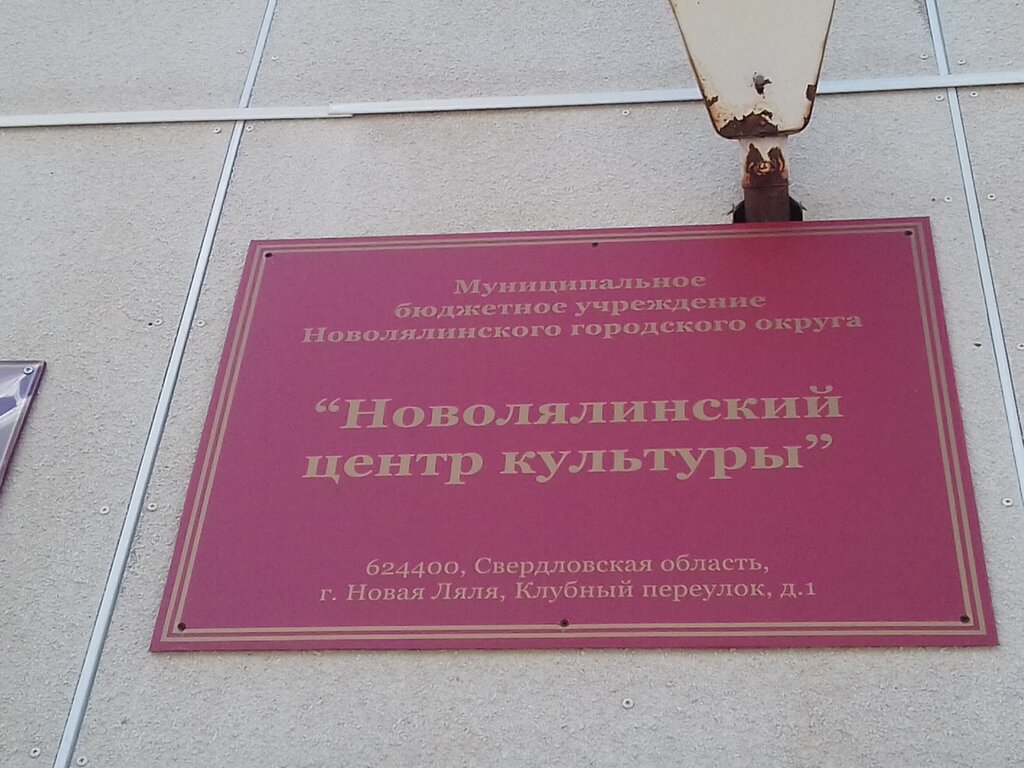 Муниципальное
бюджетное учреждение
Новолялинского городского округа
“Новолялинский
центр культуры”
624400, Свердловская область,
г. Новая Ляля, Клубный переулок, д.1